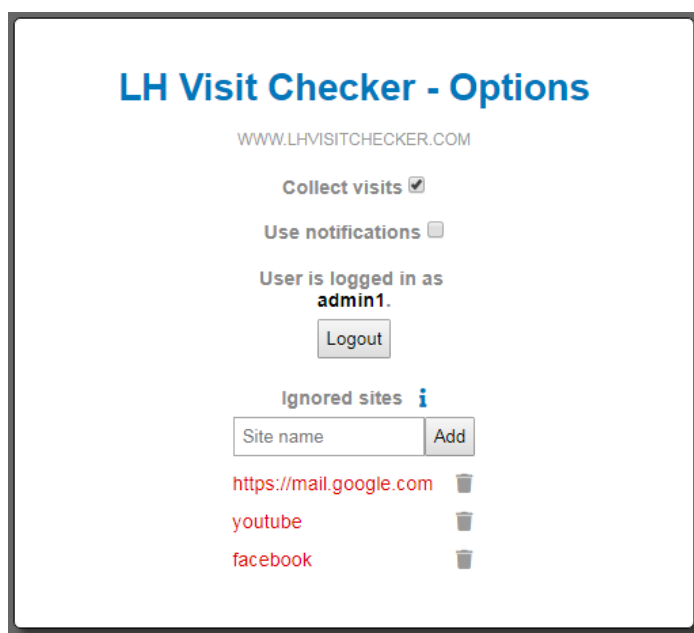 LH Visit Checker - Options
WWW.LHVISITCHECKER.COM
Collect visits
Use notifications
User is logged in as
admin1.
Logout
Ignored sites
Site name
Add
https://mail.google.com
youtube
facebook